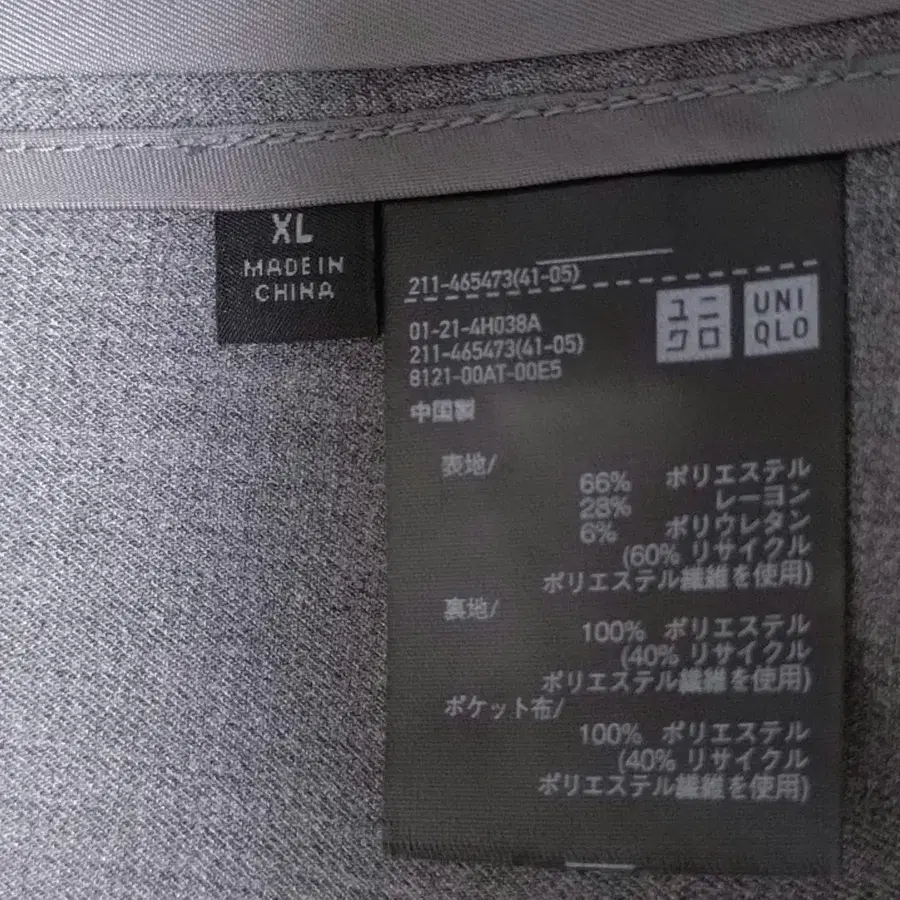 XL
MADE IN
CHINA
211-465473(41-05)
ユニ
クロ
UNI
QLO
01-21-4H038A
211-465473(41-05)
8121-00AT-00E5
中国製
表地/
66% ポリエステル
28% レーヨン
6% ポリウレタン
(60% リサイクル
ポリエステル繊維を使用)
裏地/
100% ポリエステル
(40% リサイクル
ポリエステル繊維を使用)
ポケット布/
100% ポリエステル
(40% リサイクル
ポリエステル繊維を使用)